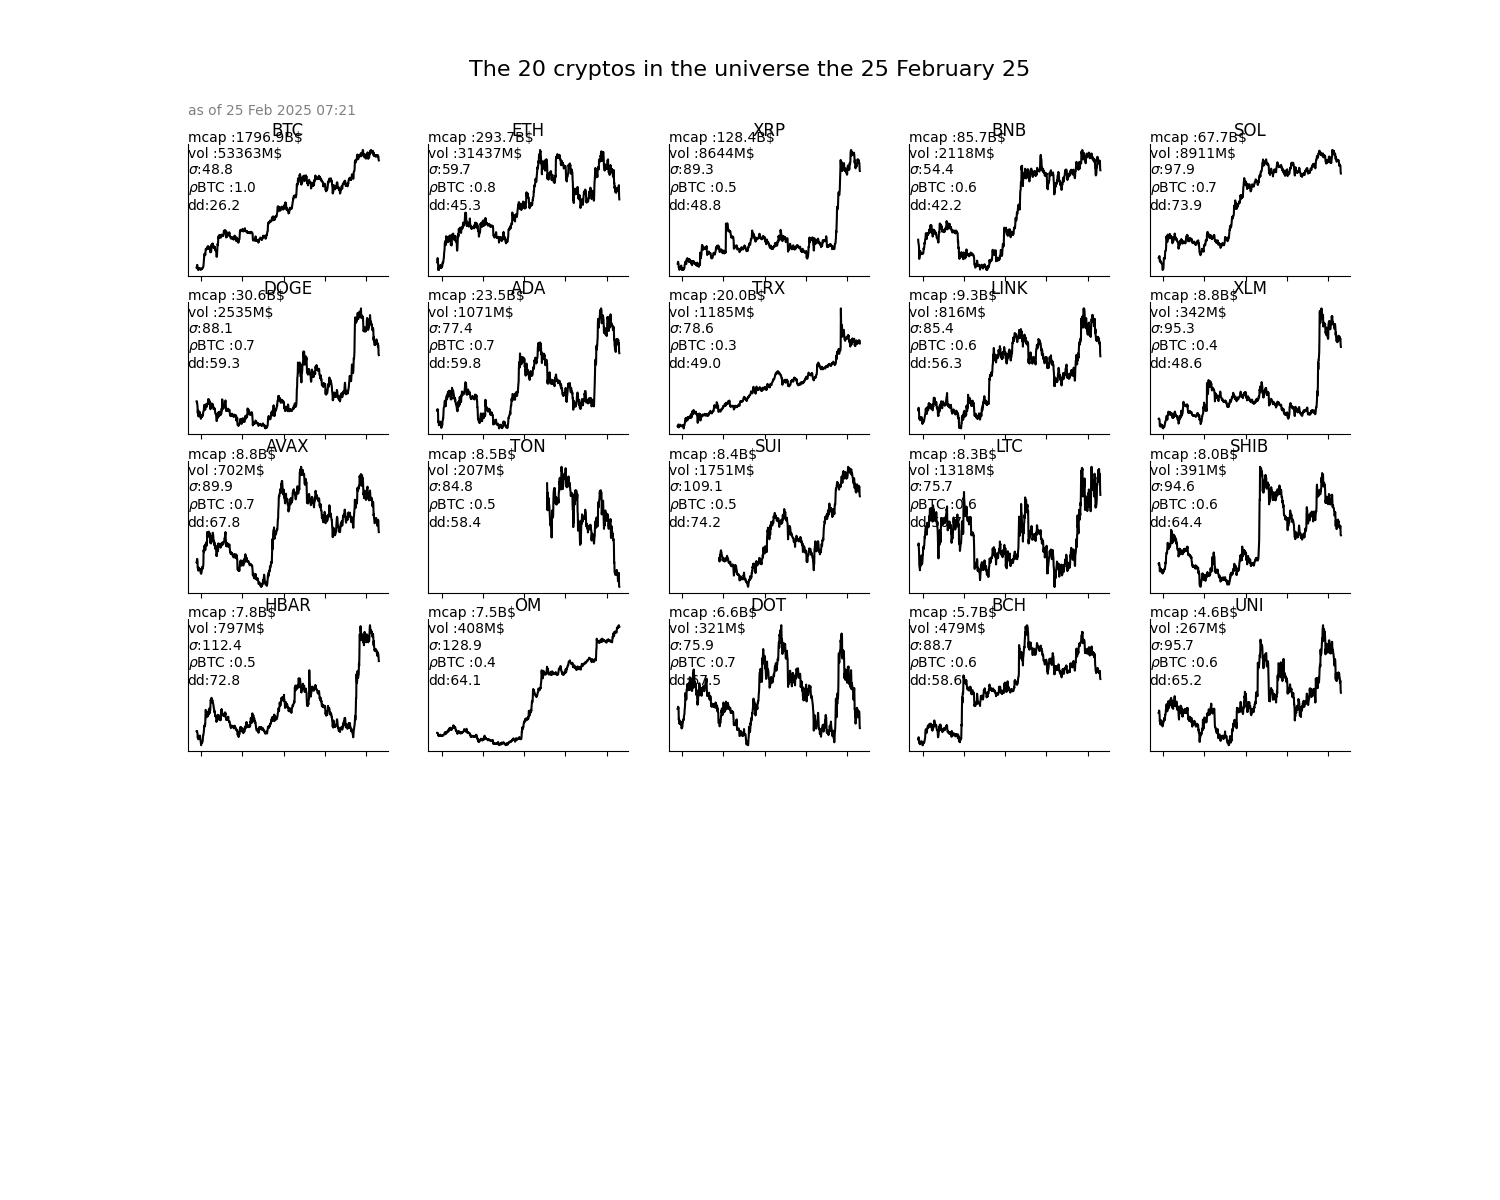 The 20 cryptos in the universe the 25 February 25
as of 25 Feb 2025 07:21
BTC
mcap :1796.9B$
vol :53363M$
σ:48.8
ρBTC :1.0
dd:26.2
ETH
mcap :293.7B$
vol :31437M$
σ:59.7
ρBTC :0.8
dd:45.3
XRP
mcap :128.4B$
vol :8644M$
σ:89.3
ρBTC :0.5
dd:48.8
BNB
mcap :85.7B$
vol :2118M$
σ:54.4
ρBTC :0.6
dd:42.2
SOL
mcap :67.7B$
vol :8911M$
σ:97.9
ρBTC :0.7
dd:73.9
DOGE
mcap :30.6B$
vol :2535M$
σ:88.1
ρBTC :0.7
dd:59.3
ADA
mcap :23.5B$
vol :1071M$
σ:77.4
ρBTC :0.7
dd:59.8
TRX
mcap :20.0B$
vol :1185M$
σ:78.6
ρBTC :0.3
dd:49.0
LINK
mcap :9.3B$
vol :816M$
σ:85.4
ρBTC :0.6
dd:56.3
XLM
mcap :8.8B$
vol :342M$
σ:95.3
ρBTC :0.4
dd:48.6
AVAX
mcap :8.8B$
vol :702M$
σ:89.9
ρBTC :0.7
dd:67.8
TON
mcap :8.5B$
vol :207M$
σ:84.8
ρBTC :0.5
dd:58.4
SUI
mcap :8.4B$
vol :1751M$
σ:109.1
ρBTC :0.5
dd:74.2
LTC
mcap :8.3B$
vol :1318M$
σ:75.7
ρBTC :0.6
SHIB
mcap :8.0B$
vol :391M$
σ:94.6
ρBTC :0.6
dd:64.4
HBAR
mcap :7.8B$
vol :797M$
σ:112.4
ρBTC :0.5
dd:72.8
OM
mcap :7.5B$
vol :408M$
σ:128.9
ρBTC :0.4
dd:64.1
DOT
mcap :6.6B$
vol :321M$
σ:75.9
ρBTC :0.7
dd:67.5
BCH
mcap :5.7B$
vol :479M$
σ:88.7
ρBTC :0.6
dd:58.6
UNI
mcap :4.6B$
vol :267M$
σ:95.7
ρBTC :0.6
dd:65.2